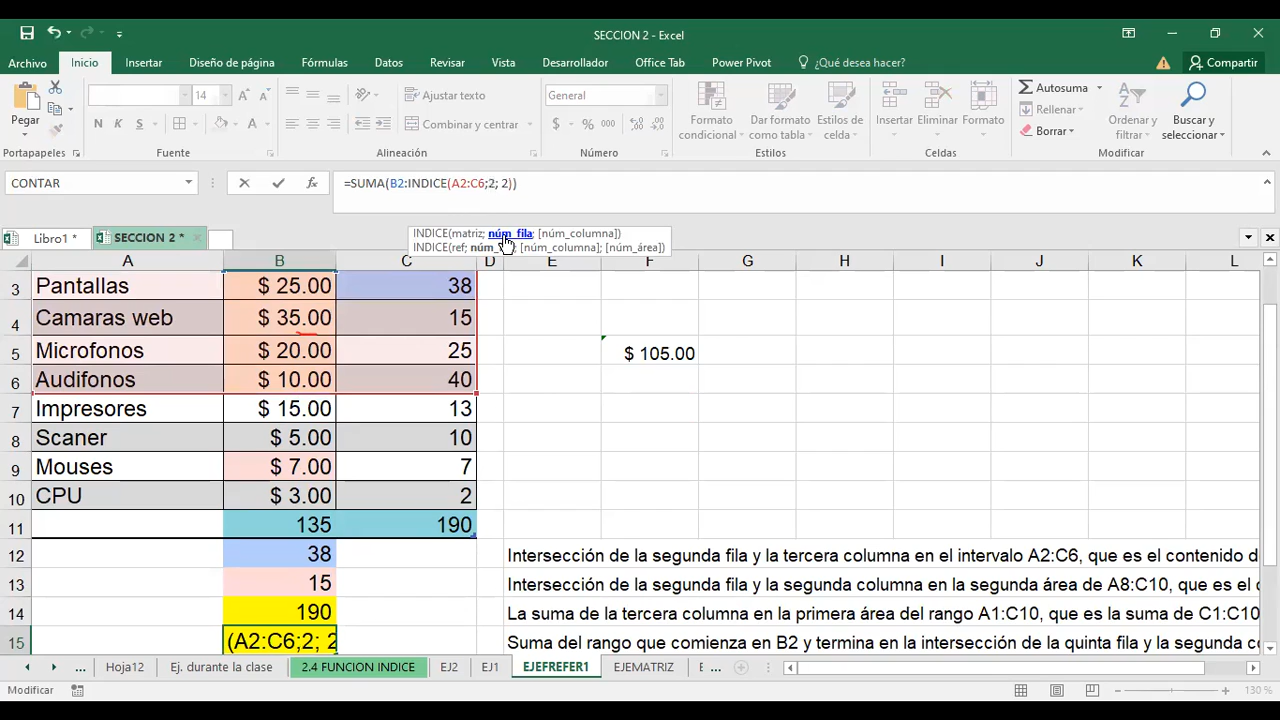 SECCION 2 - Excel
Archivo Inicio Insertar Diseño de página Fórmulas Datos Revisar Vista Desarrollador Office Tab Power Pivot ¿Qué desea hacer? Compartir
Pegar
14
N K S
Ajustar texto
Combinar y centrar
General
$ % 000
Formato condicional
Dar formato como tabla
Estilos de celda
Insertar Eliminar Formato
Autosuma
Rellenar
Borrar
Ordenar y filtrar
Buscar y seleccionar
Portapapeles Fuente Alineación Número Estilos Celdas Modificar
CONTAR fx =SUMA(B2:INDICE(A2:C6;2; 2))
INDICE(matriz; núm_fila; [núm_columna])
Libro1 * SECCION 2 *
INDICE(ref; [núm_columna]; [núm_área])
A B C D E F G H I J K L
3 Pantallas $ 25.00 38
4 Camaras web $ 35.00 15
5 Microfonos $ 20.00 25 $ 105.00
6 Audifonos $ 10.00 40
7 Impresores $ 15.00 13
8 Scaner $ 5.00 10
9 Mouses $ 7.00 7
10 CPU $ 3.00 2
11 135 190
12 38 Intersección de la segunda fila y la tercera columna en el intervalo A2:C6, que es el contenido d
13 15 Intersección de la segunda fila y la segunda columna en la segunda área de A8:C10, que es el c
14 190 La suma de la tercera columna en la primera área del rango A1:C10, que es la suma de C1:C10
15 (A2:C6;2; 2 Suma del rango que comienza en B2 y termina en la intersección de la quinta fila y la segunda co
... Hoja12 Ej. durante la clase 2.4 FUNCION INDICE EJ2 EJ1 EJEFREFER1 EJEMATRIZ E ...
Modificar 130 %